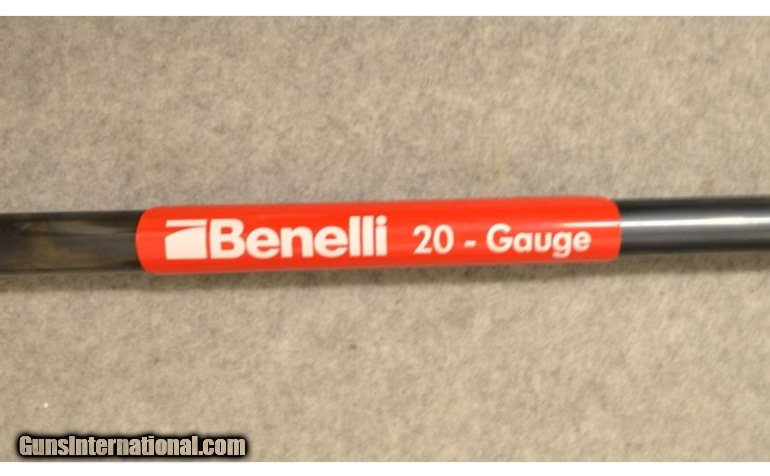 Benelli 20 - Gauge
GunsInternational.com